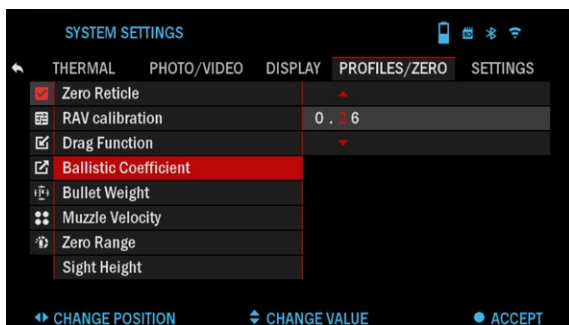 SYSTEM SETTINGS
THERMAL PHOTO/VIDEO DISPLAY PROFILES/ZERO SETTINGS
Zero Reticle
RAV calibration 0.26
Drag Function
Ballistic Coefficient
Bullet Weight
Muzzle Velocity
Zero Range
Sight Height
CHANGE POSITION CHANGE VALUE ACCEPT